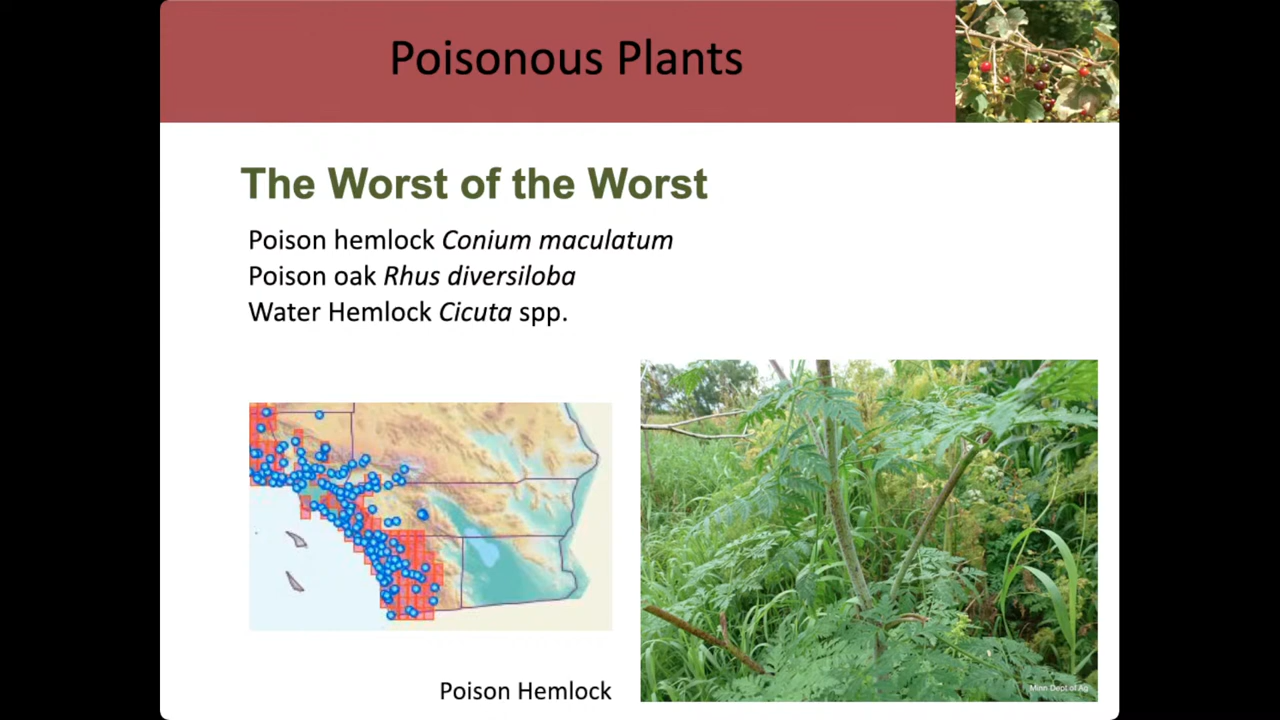 Poisonous Plants
The Worst of the Worst
Poison hemlock Conium maculatum
Poison oak Rhus diversiloba
Water Hemlock Cicuta spp.
Minn Dept of Ag
Poison Hemlock